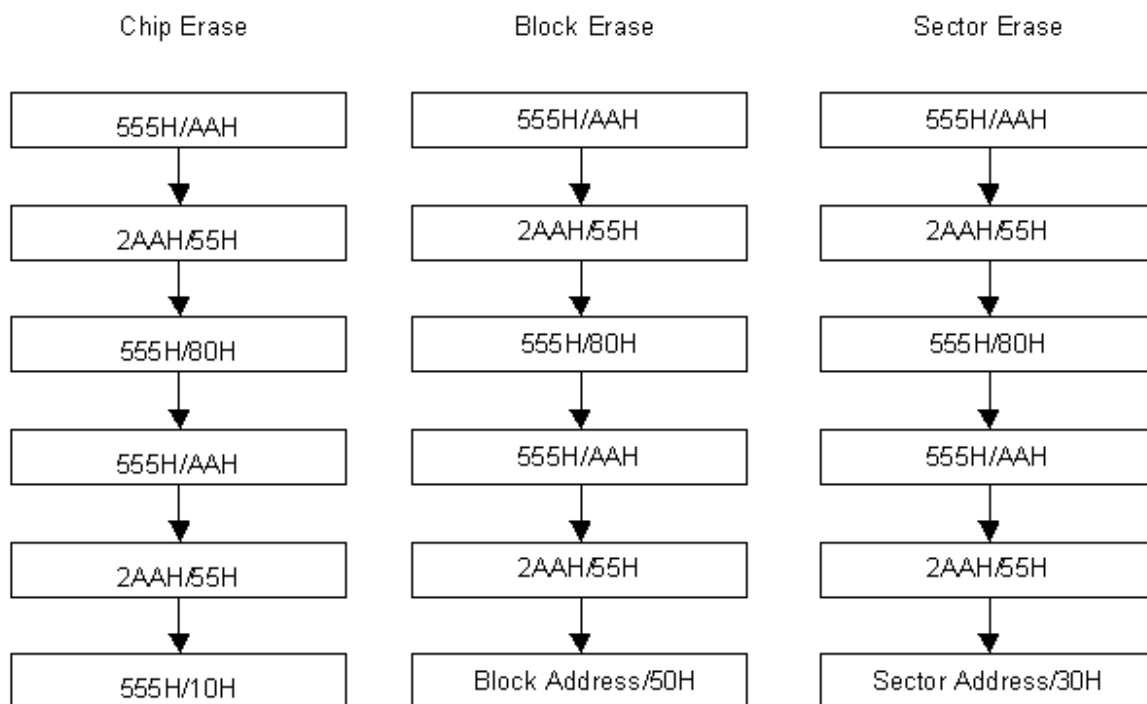 Chip Erase
555H/AAH
2AAH/55H
555H/80H
555H/AAH
2AAH/55H
555H/10H
Block Erase
555H/AAH
2AAH/55H
555H/80H
555H/AAH
2AAH/55H
Block Address/50H
Sector Erase
555H/AAH
2AAH/55H
555H/80H
555H/AAH
2AAH/55H
Sector Address/30H